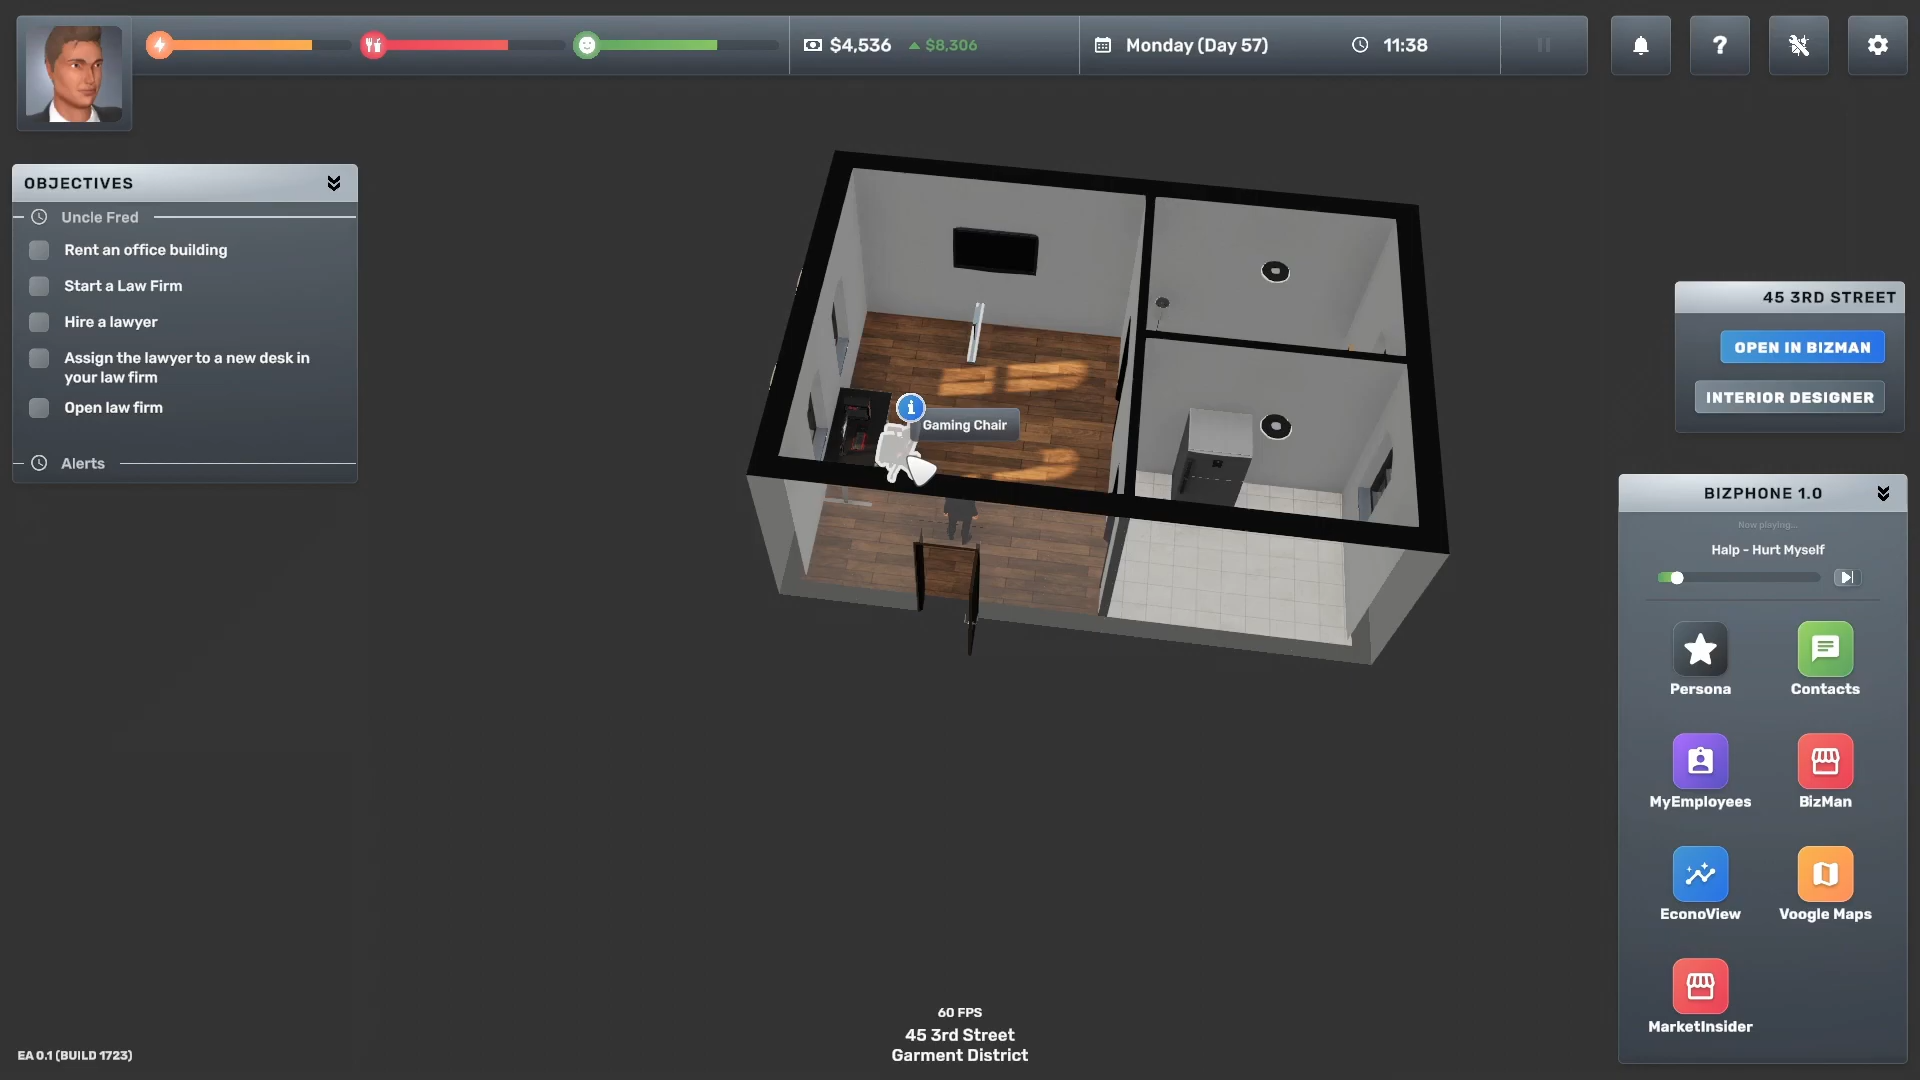 $4,536
$8,306
Monday (Day 57)
11:38
?
OBJECTIVES
Uncle Fred
Rent an office building
Start a Law Firm
Hire a lawyer
Assign the lawyer to a new desk in
your law firm
Open law firm
Alerts
i
Gaming Chair
45 3RD STREET
OPEN IN BIZMAN
INTERIOR DESIGNER
BIZPHONE 1.0
Now playing...
Halp - Hurt Myself
Persona
Contacts
MyEmployees
BizMan
EconoView
Voogle Maps
MarketInsider
60 FPS
45 3rd Street
Garment District
EA 0.1 (BUILD 1723)